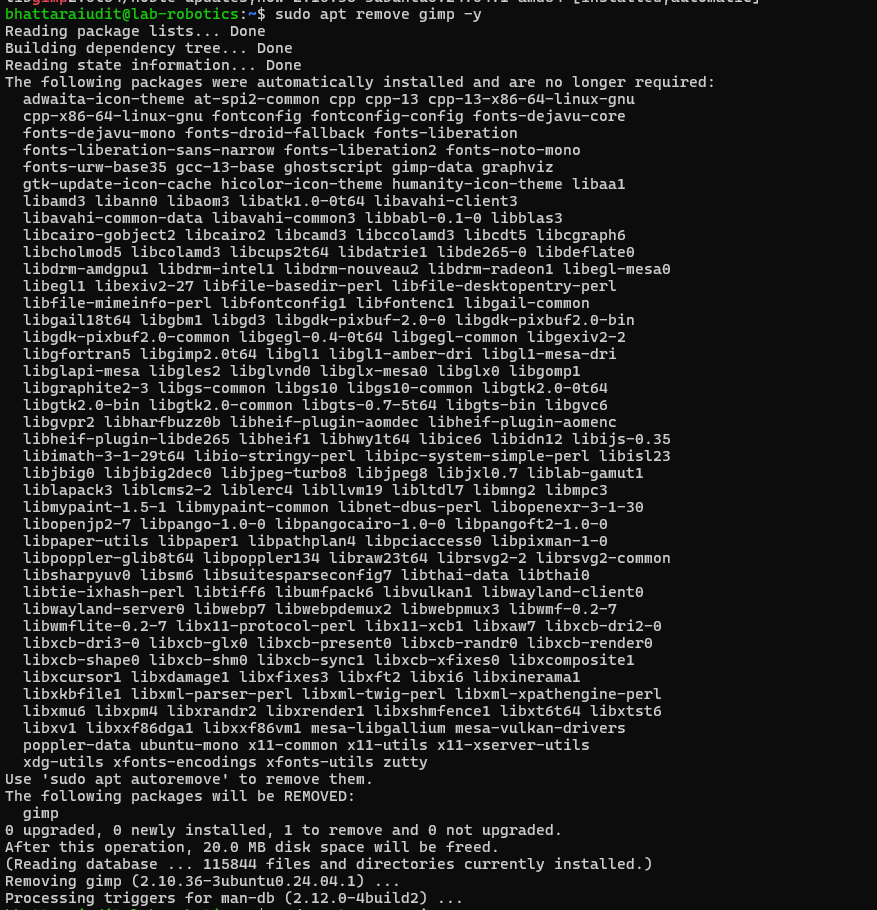 bhattaraiudit@lab-robotics:~$ sudo apt remove gimp -y
Reading package lists... Done
Building dependency tree... Done
Reading state information... Done
The following packages were automatically installed and are no longer required:
  adwaita-icon-theme at-spi2-common cpp cpp-13 cpp-13-x86-64-linux-gnu
  cpp-x86-64-linux-gnu fontconfig fontconfig-config fonts-dejavu-core
  fonts-dejavu-mono fonts-droid-fallback fonts-liberation
  fonts-liberation-sans-narrow fonts-liberation2 fonts-noto-mono
  fonts-urw-base35 gcc-13-base ghostscript gimp-data graphviz
  gtk-update-icon-cache hicolor-icon-theme humanity-icon-theme libaa1
  libamd3 libann0 libaom3 libatk1.0-0t64 libavahi-client3
  libavahi-common-data libavahi-common3 libbabl-0.1-0 libblas3
  libcairo-gobject2 libcairo2 libcamd3 libccolamd3 libcdt5 libcgraph6
  libcholmod5 libcolamd3 libcups2t64 libdatrie1 libde265-0 libdeflate0
  libdrm-amdgpu1 libdrm-intel1 libdrm-nouveau2 libdrm-radeon1 libegl-mesa0
  libegl1 libexiv2-27 libfile-basedir-perl libfile-desktopentry-perl
  libfile-mimeinfo-perl libfontconfig1 libfontenc1 libgail-common
  libgail18t64 libgbm1 libgd3 libgdk-pixbuf-2.0-0 libgdk-pixbuf2.0-bin
  libgdk-pixbuf2.0-common libgegl-0.4-0t64 libgegl-common libgexiv2-2
  libgfortran5 libgimp2.0t64 libgl1 libgl1-amber-dri libgl1-mesa-dri
  libglapi-mesa libgles2 libglvnd0 libglx-mesa0 libglx0 libgomp1
  libgraphite2-3 libgs-common libgs10 libgs10-common libgtk2.0-0t64
  libgtk2.0-bin libgtk2.0-common libgts-0.7-5t64 libgts-bin libgvc6
  libgvpr2 libharfbuzz0b libheif-plugin-aomdec libheif-plugin-aomenc
  libheif-plugin-libde265 libheif1 libhwy1t64 libice6 libidn12 libijs-0.35
  libimath-3-1-29t64 libio-stringy-perl libipc-system-simple-perl libisl23
  libjbig0 libjbig2dec0 libjpeg-turbo8 libjpeg8 libjxl0.7 liblab-gamut1
  liblapack3 liblcms2-2 liblerc4 libllvm19 libltdl7 libmng2 libmpc3
  libmypaint-1.5-1 libmypaint-common libnet-dbus-perl libopenexr-3-1-30
  libopenjp2-7 libpango-1.0-0 libpangocairo-1.0-0 libpangoft2-1.0-0
  libpaper-utils libpaper1 libpathplan4 libpciaccess0 libpixman-1-0
  libpoppler-glib8t64 libpoppler134 libraw23t64 librsvg2-2 librsvg2-common
  libsharpyuv0 libsm6 libsuitesparseconfig7 libthai-data libthai0
  libtie-ixhash-perl libtiff6 libumfpack6 libvulkan1 libwayland-client0
  libwayland-server0 libwebp7 libwebpdemux2 libwebpmux3 libwmf-0.2-7
  libwmflite-0.2-7 libx11-protocol-perl libx11-xcb1 libxaw7 libxcb-dri2-0
  libxcb-dri3-0 libxcb-glx0 libxcb-present0 libxcb-randr0 libxcb-render0
  libxcb-shape0 libxcb-shm0 libxcb-sync1 libxcb-xfixes0 libxcomposite1
  libxcursor1 libxdamage1 libxfixes3 libxft2 libxi6 libxinerama1
  libxkbfile1 libxml-parser-perl libxml-twig-perl libxml-xpathengine-perl
  libxmu6 libxpm4 libxrandr2 libxrender1 libxshmfence1 libxt6t64 libxtst6
  libxv1 libxxf86dga1 libxxf86vm1 mesa-libgallium mesa-vulkan-drivers
  poppler-data ubuntu-mono x11-common x11-utils x11-xserver-utils
  xdg-utils xfonts-encodings xfonts-utils zutty
Use 'sudo apt autoremove' to remove them.
The following packages will be REMOVED:
  gimp
0 upgraded, 0 newly installed, 1 to remove and 0 not upgraded.
After this operation, 20.0 MB disk space will be freed.
(Reading database ... 115844 files and directories currently installed.)
Removing gimp (2.10.36-3ubuntu0.24.04.1) ...
Processing triggers for man-db (2.12.0-4build2) ...